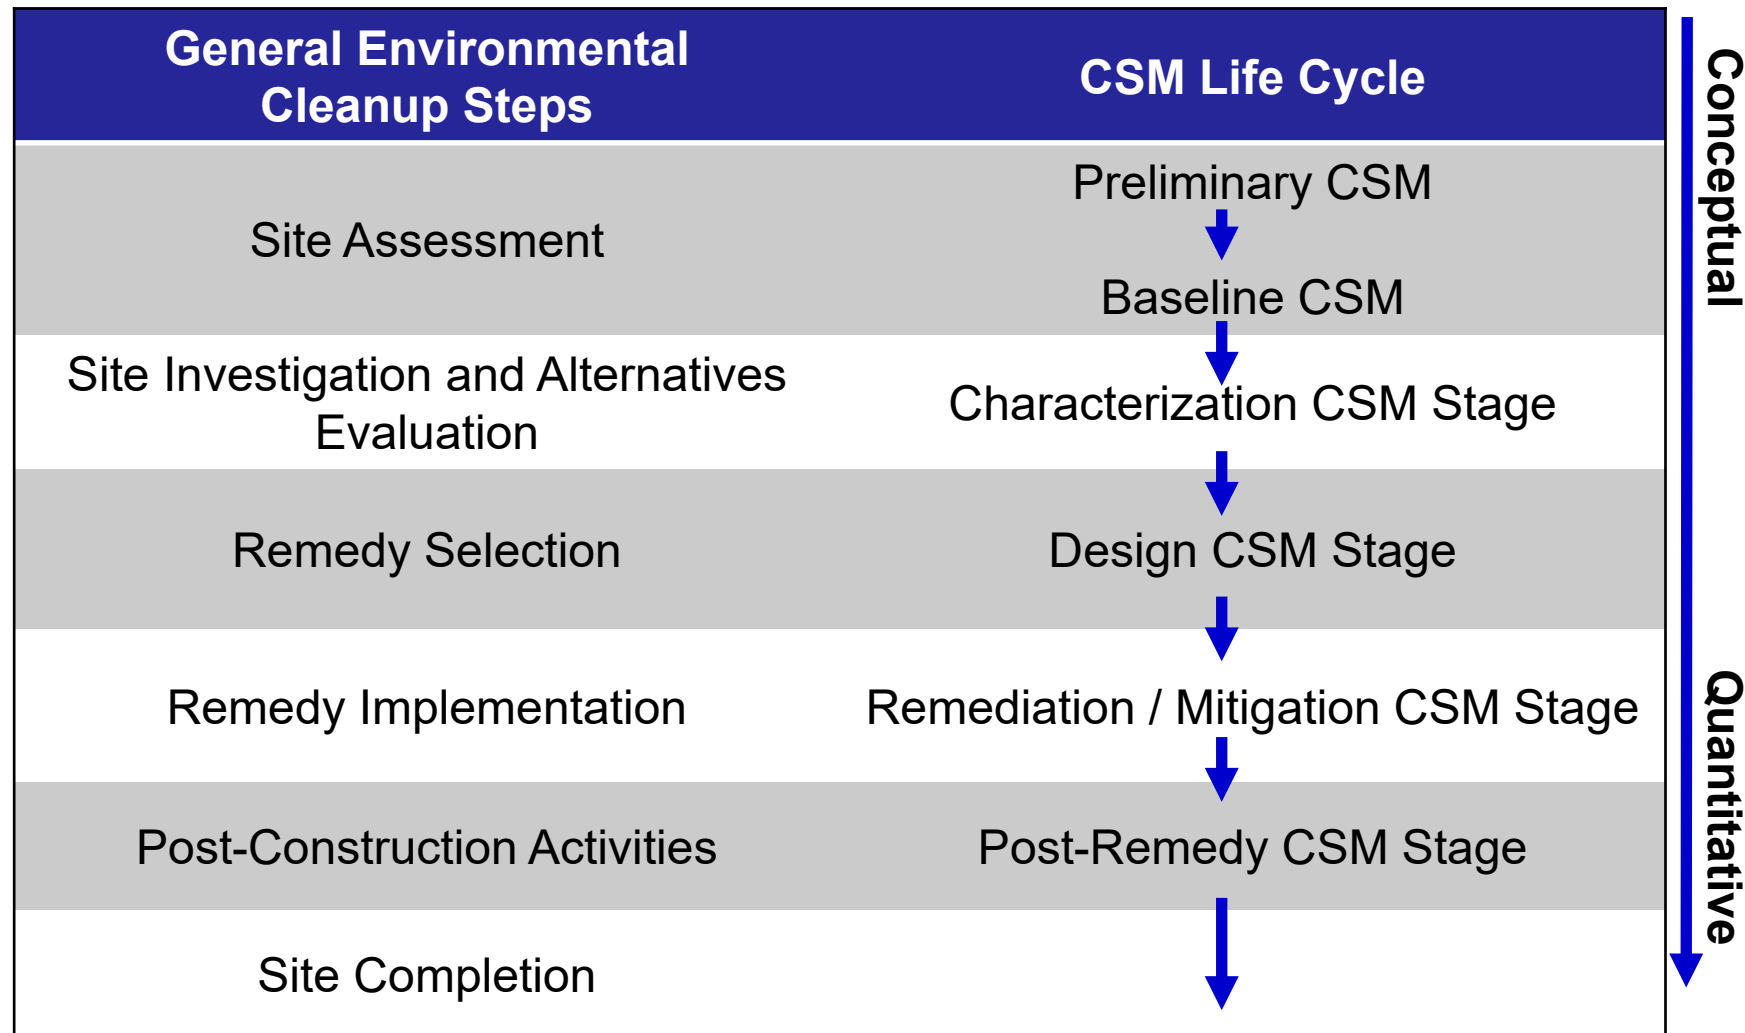 General Environmental
Cleanup Steps
CSM Life Cycle
Site Assessment
Preliminary CSM
Baseline CSM
Site Investigation and Alternatives
Evaluation
Characterization CSM Stage
Remedy Selection
Design CSM Stage
Remedy Implementation
Remediation / Mitigation CSM Stage
Post-Construction Activities
Post-Remedy CSM Stage
Site Completion
Conceptual
Quantitative